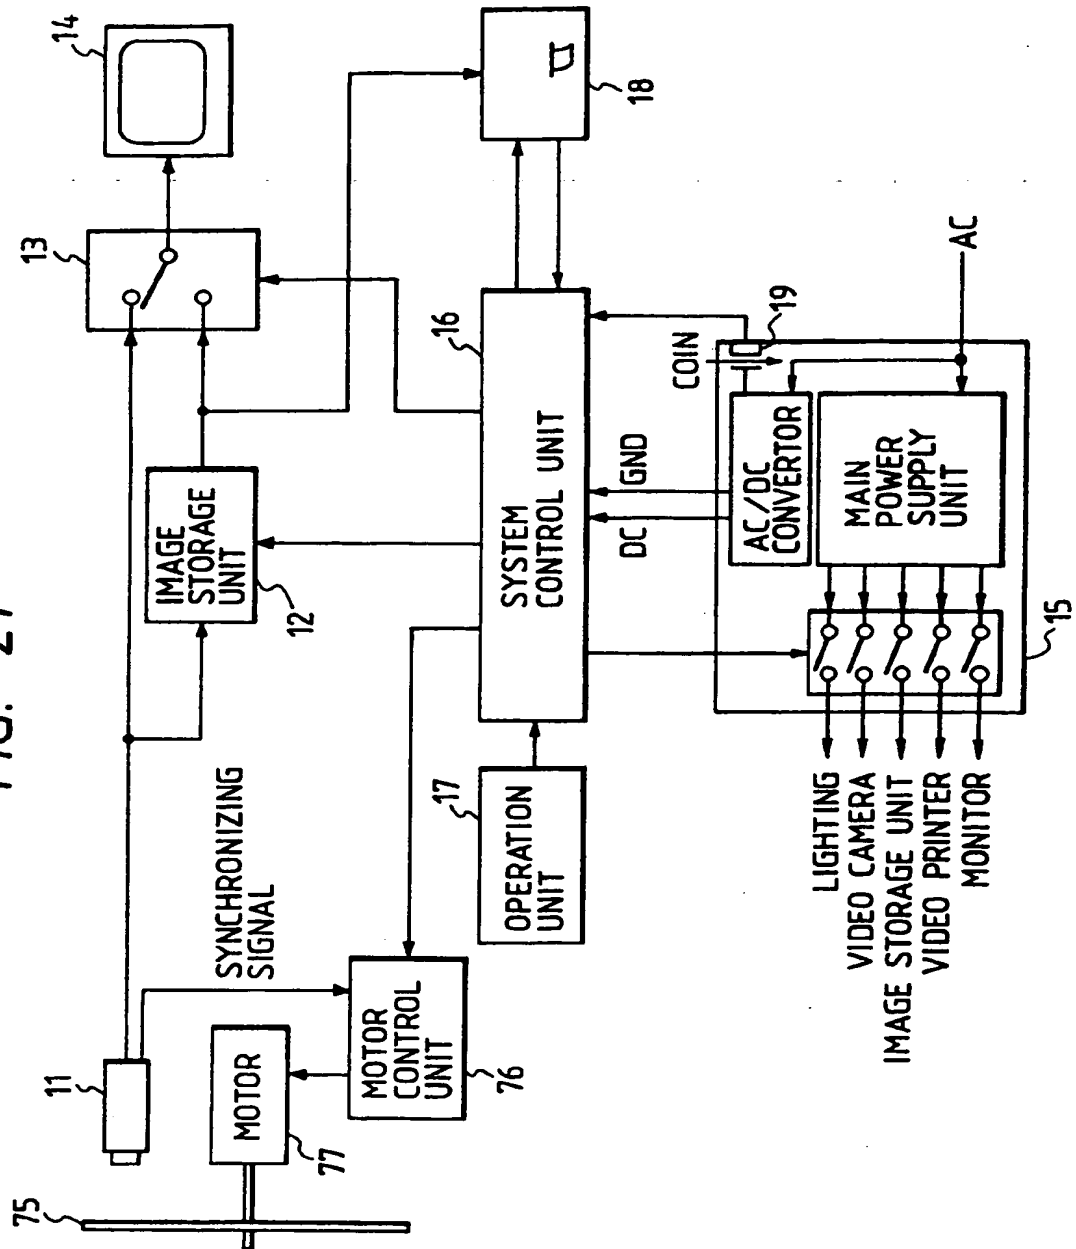 FIG.
14
13
18
11
SYNCHRONIZING
SIGNAL
IMAGE
STORAGE
UNIT
12
75
MOTOR
77
MOTOR
CONTROL
UNIT
76
16
SYSTEM
CONTROL UNIT
17
OPERATION
UNIT
DC
GND
COIN
19
AC
AC/DC
CONVERTOR
MAIN
POWER
SUPPLY
UNIT
15
LIGHTING
VIDEO CAMERA
IMAGE STORAGE UNIT
VIDEO PRINTER
MONITOR